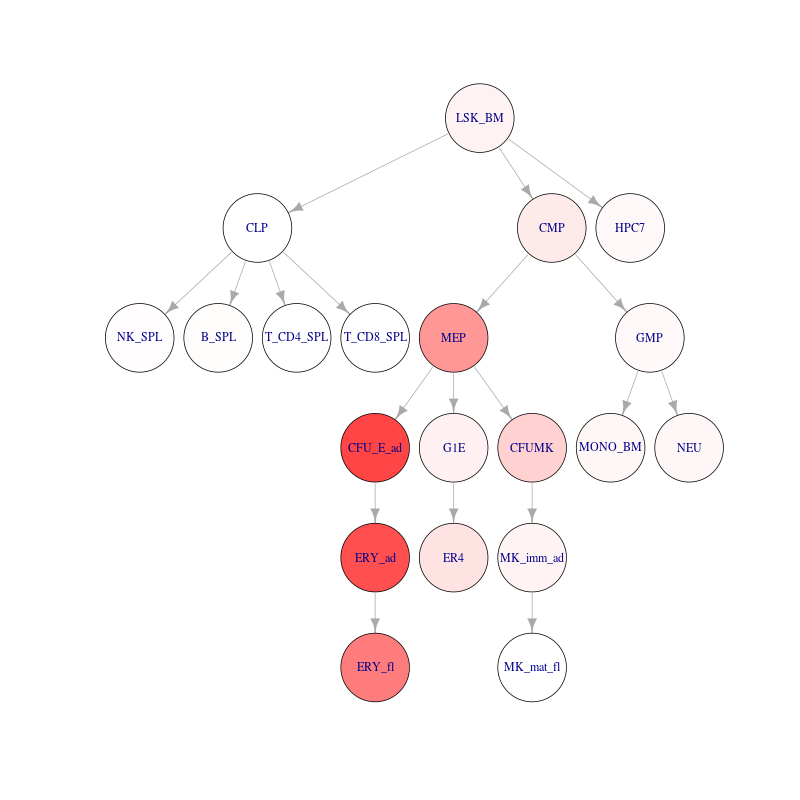 LSK_BM
CLP
CMP
HPC7
NK_SPL
B_SPL
T_CD4_SPL
T_CD8_SPL
MEP
GMP
CFU_E_ad
G1E
CFUMK
MONO_BM
NEU
ERY_ad
ER4
MK_imm_ad
ERY_fl
MK_mat_fl